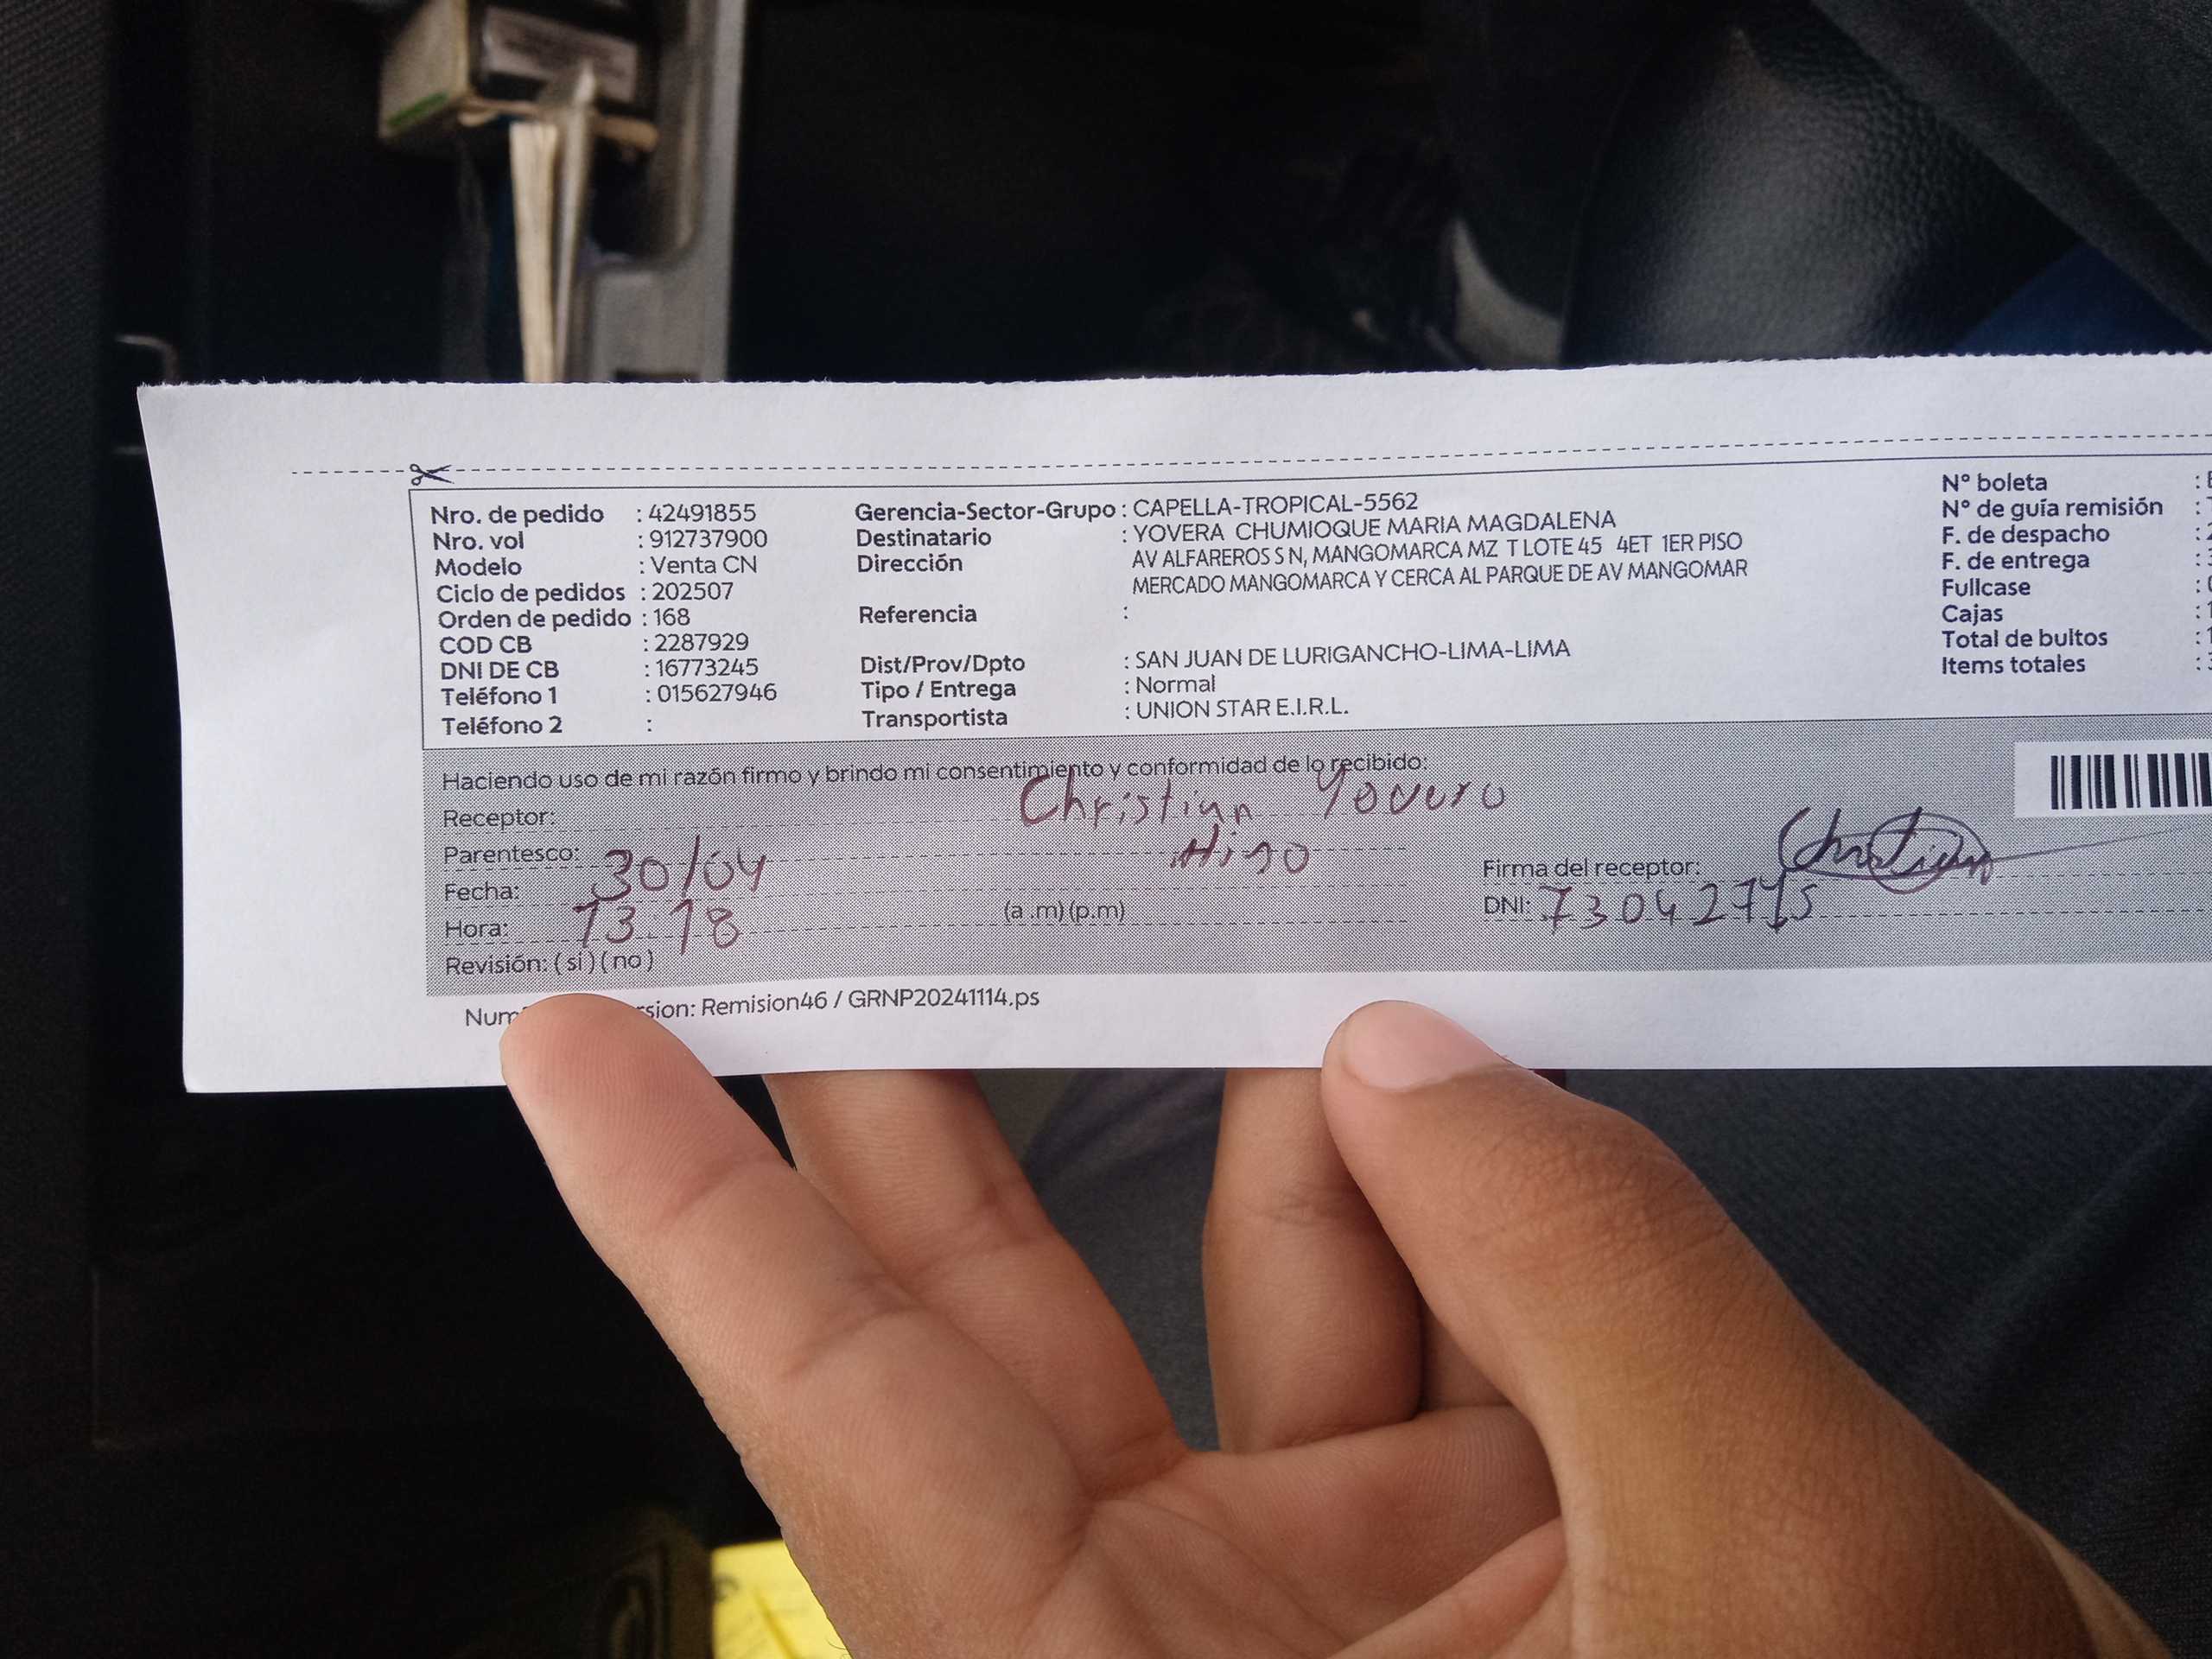 Nro. de pedido : 42491855
Nro. vol : 912737900
Modelo : Venta CN
Ciclo de pedidos : 202507
Orden de pedido : 168
COD CB : 2287929
DNI DE CB : 16773245
Teléfono 1 : 015627946
Teléfono 2 :
Gerencia-Sector-Grupo : CAPELLA-TROPICAL-5562
Destinatario : YOVERA CHUMIOQUE MARIA MAGDALENA
Dirección AV ALFAREROS S N, MANGOMARCA MZ T LOTE 45 4ET 1ER PISO
MERCADO MANGOMARCA Y CERCA AL PARQUE DE AV MANGOMAR
Referencia :
Dist/Prov/Dpto : SAN JUAN DE LURIGANCHO-LIMA-LIMA
Tipo / Entrega : Normal
Transportista : UNION STAR E.I.R.L.
N° boleta :
N° de guía remisión :
F. de despacho :
F. de entrega :
Fullcase :
Cajas :
Total de bultos :
Items totales :
Haciendo uso de mi razón firmo y brindo mi consentimiento y conformidad de lo recibido:
Receptor: Christian Yovera
Parentesco: Hijo
Fecha: 30/04
Hora: 13:18 (a .m) (p.m)
Revisión: ( si ) ( no )
Firma del receptor: Christian
DNI: 73042715
Remision46 / GRNP20241114.ps